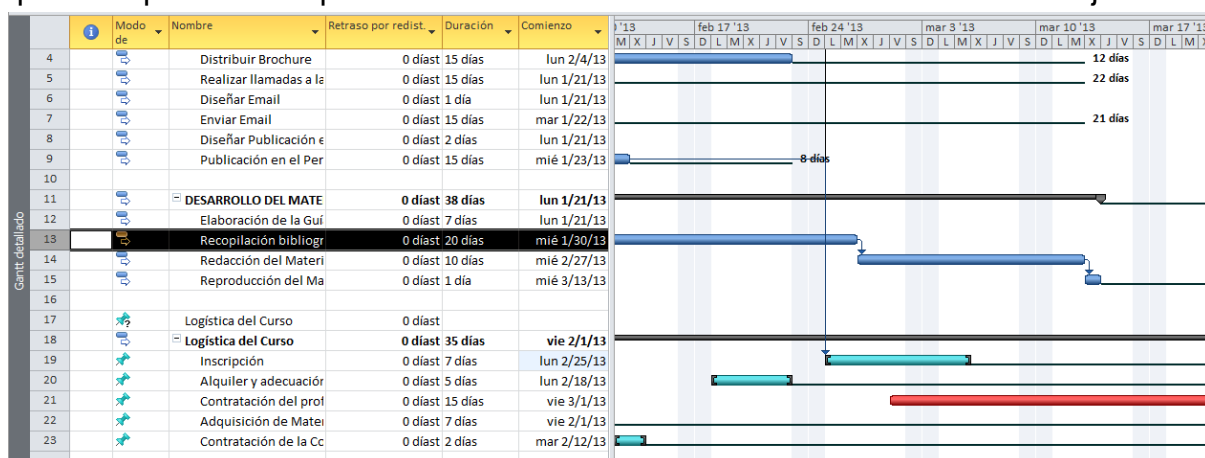 Modo de Nombre Retraso por redist. Duración Comienzo '13 feb 17 '13 feb 24 '13 mar 3 '13 mar 10 '13 mar 17 '13
M X J V S D L M X J V S D L M X J V S D L M X J V S D L M X J V S D L M X
4 Distribuir Brochure 0 díast 15 días lun 2/4/13 12 días
5 Realizar llamadas a la 0 díast 15 días lun 1/21/13 22 días
6 Diseñar Email 0 díast 1 día lun 1/21/13
7 Enviar Email 0 díast 15 días mar 1/22/13 21 días
8 Diseñar Publicación e 0 díast 2 días lun 1/21/13
9 Publicación en el Per 0 díast 15 días mié 1/23/13 8 días
10
11 DESARROLLO DEL MATE 0 díast 38 días lun 1/21/13
12 Elaboración de la Guí 0 díast 7 días lun 1/21/13
13 Recopilación bibliogr 0 díast 20 días mié 1/30/13
14 Redacción del Materi 0 díast 10 días mié 2/27/13
15 Reproducción del Ma 0 díast 1 día mié 3/13/13
16
17 Logística del Curso 0 díast
18 Logística del Curso 0 díast 35 días vie 2/1/13
19 Inscripción 0 díast 7 días lun 2/25/13
20 Alquiler y adecuación 0 díast 5 días lun 2/18/13
21 Contratación del prof 0 díast 15 días vie 3/1/13
22 Adquisición de Mater 0 díast 7 días vie 2/1/13
23 Contratación de la Co 0 díast 2 días mar 2/12/13
Gantt detallado